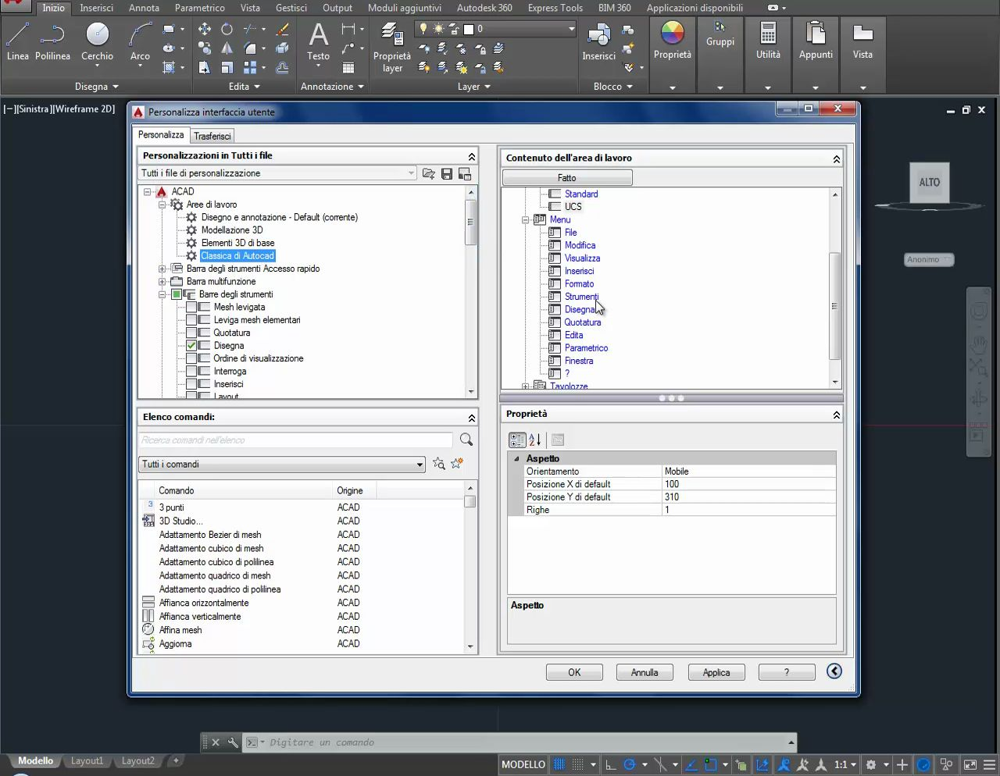 Inizio Inserisci Annota Parametrico Vista Gestisci Output Moduli aggiuntivi Autodesk 360 Express Tools BIM 360 Applicazioni disponibili
Linea Polilinea Cerchio Arco
Testo
Proprietà layer
0
Inserisci
Proprietà
Gruppi
Utilità
Appunti
Vista
Disegna Edita Annotazione Layer Blocco
[−][Sinistra][Wireframe 2D]
ALTO
Anonimo
Personalizza interfaccia utente
Personalizza Trasferisci
Personalizzazioni in Tutti i file
Tutti i file di personalizzazione
ACAD
Aree di lavoro
Disegno e annotazione - Default (corrente)
Modellazione 3D
Elementi 3D di base
Classica di Autocad
Barra degli strumenti Accesso rapido
Barra multifunzione
Barre degli strumenti
Mesh levigata
Leviga mesh elementari
Quotatura
Disegna
Ordine di visualizzazione
Interroga
Inserisci
Layout
Elenco comandi:
Ricerca comandi nell'elenco
Tutti i comandi
Comando Origine
3 3 punti ACAD
3D Studio... ACAD
Adattamento Bezier di mesh ACAD
Adattamento cubico di mesh ACAD
Adattamento cubico di polilinea ACAD
Adattamento quadrico di mesh ACAD
Adattamento quadrico di polilinea ACAD
Affianca orizzontalmente ACAD
Affianca verticalmente ACAD
Affina mesh ACAD
Aggiorna ACAD
Contenuto dell'area di lavoro
Fatto
Standard
UCS
Menu
File
Modifica
Visualizza
Inserisci
Formato
Strumenti
Disegna
Quotatura
Edita
Parametrico
Finestra
?
Tavolozze
Proprietà
Aspetto
Orientamento Mobile
Posizione X di default 100
Posizione Y di default 310
Righe 1
Aspetto
OK Annulla Applica ?
Digitare un comando
Modello Layout1 Layout2 +
MODELLO 1:1